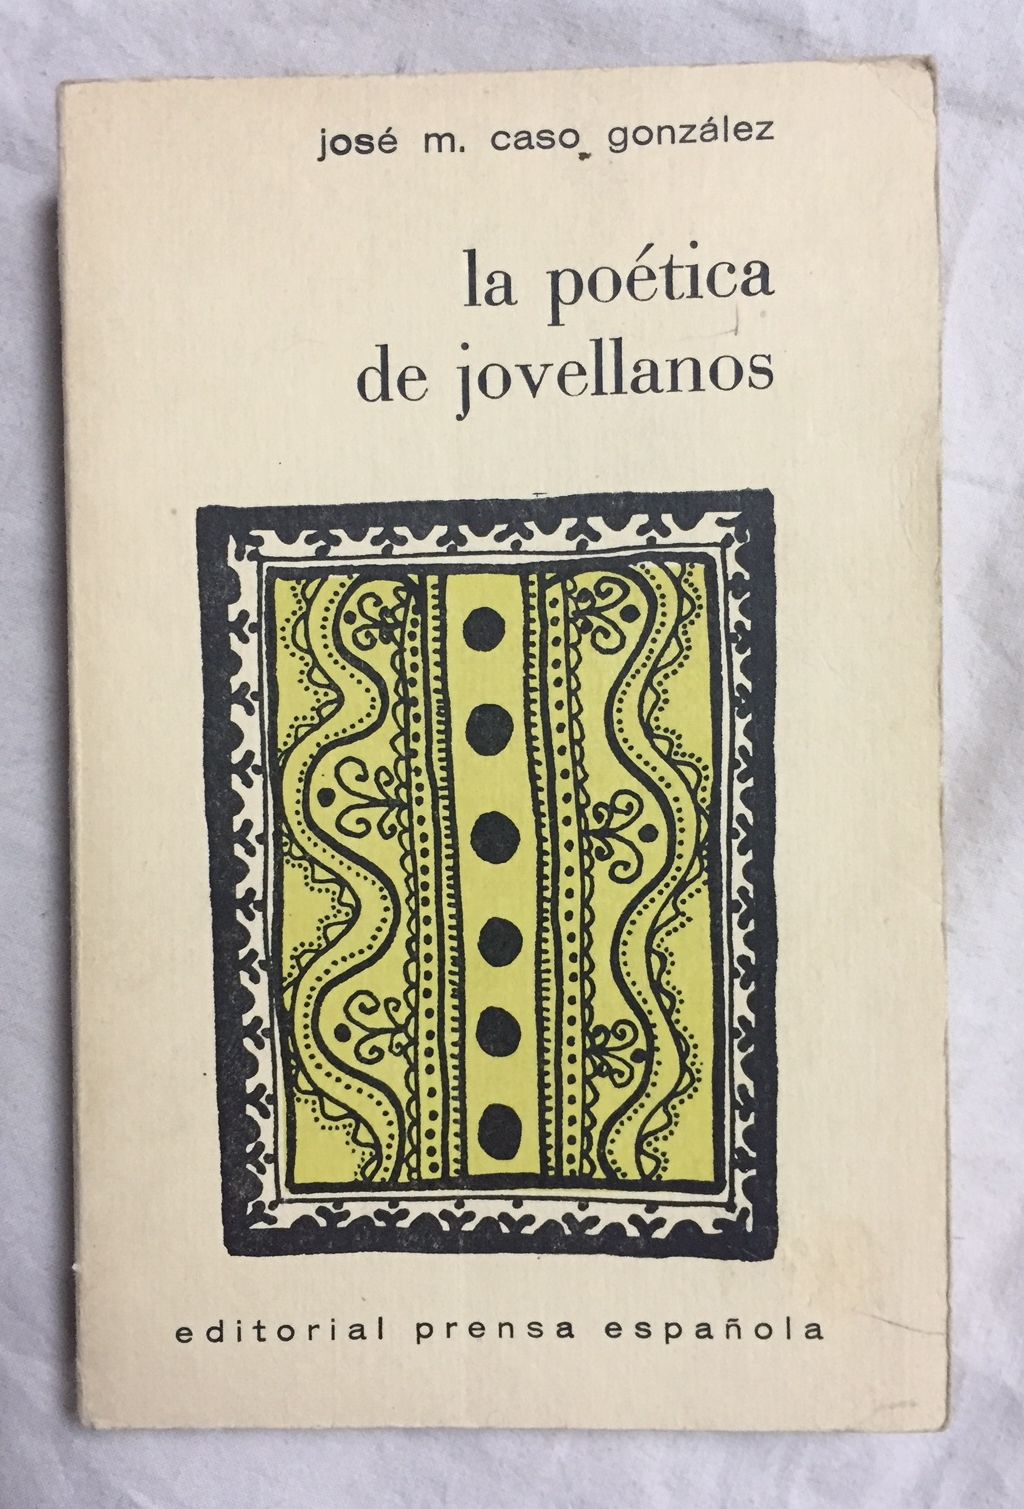 josé m. caso gonzález
la poética
de jovellanos
editorial prensa española